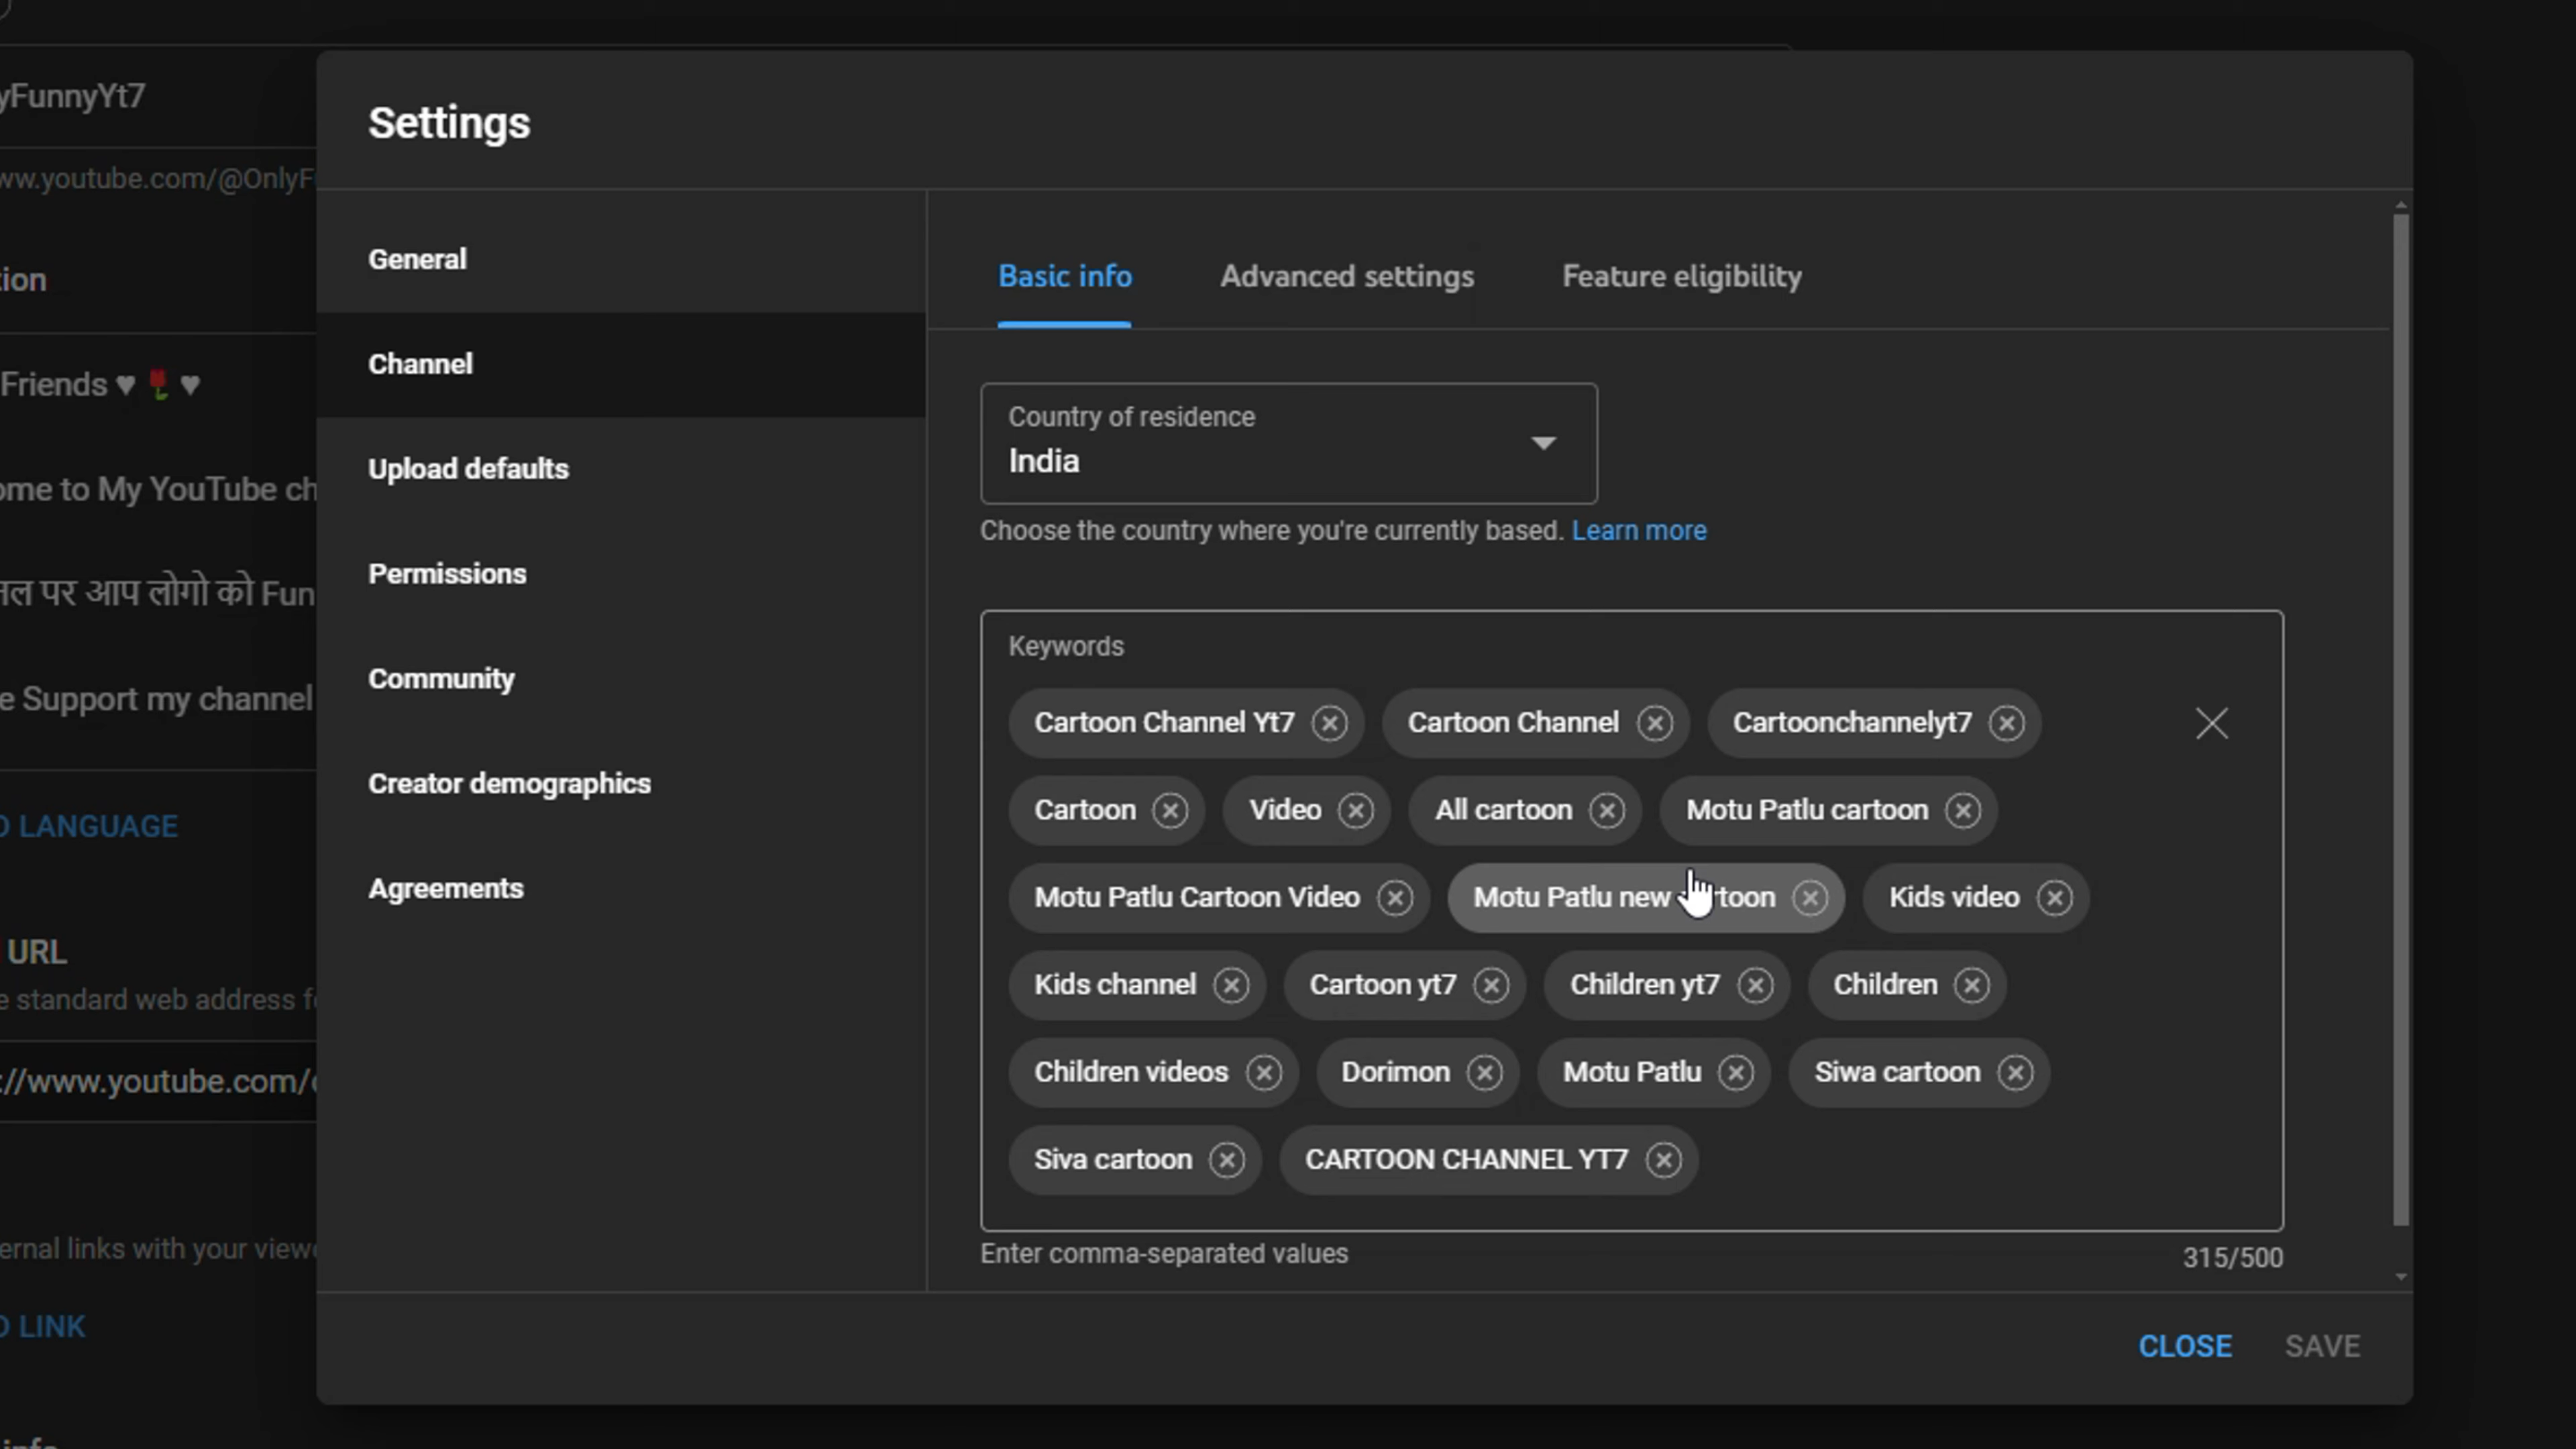 yFunnyYt7
Settings
ww.youtube.com/@OnlyF
General
Basic info Advanced settings Feature eligibility
tion
Channel
Friends ♥🌹♥
Country of residence
India
Upload defaults
ome to My YouTube ch
Choose the country where you're currently based. Learn more
Permissions
नल पर आप लोगो को Fun
Keywords
Community
e Support my channel
Cartoon Channel Yt7 Cartoon Channel Cartoonchannelyt7
Creator demographics
Cartoon Video All cartoon Motu Patlu cartoon
D LANGUAGE
Agreements
Motu Patlu Cartoon Video Motu Patlu new toon Kids video
URL
Kids channel Cartoon yt7 Children yt7 Children
e standard web address f
://www.youtube.com/c
Children videos Dorimon Motu Patlu Siwa cartoon
Siva cartoon CARTOON CHANNEL YT7
ernal links with your viewe
Enter comma-separated values 315/500
D LINK
CLOSE SAVE